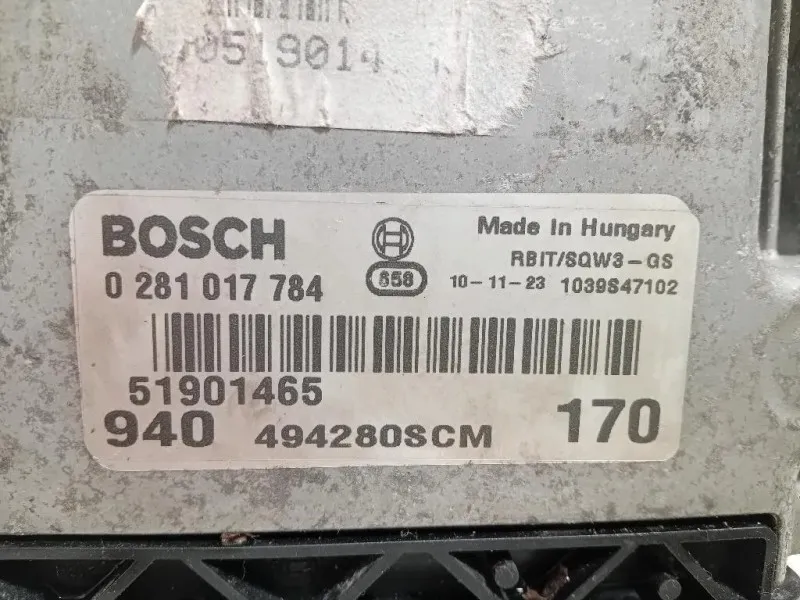 519014
BOSCH
Made In Hungary
0 281 017 784
658
RBIT/SQW3-GS
10-11-23 1039S47102
51901465
940 494280SCM 170